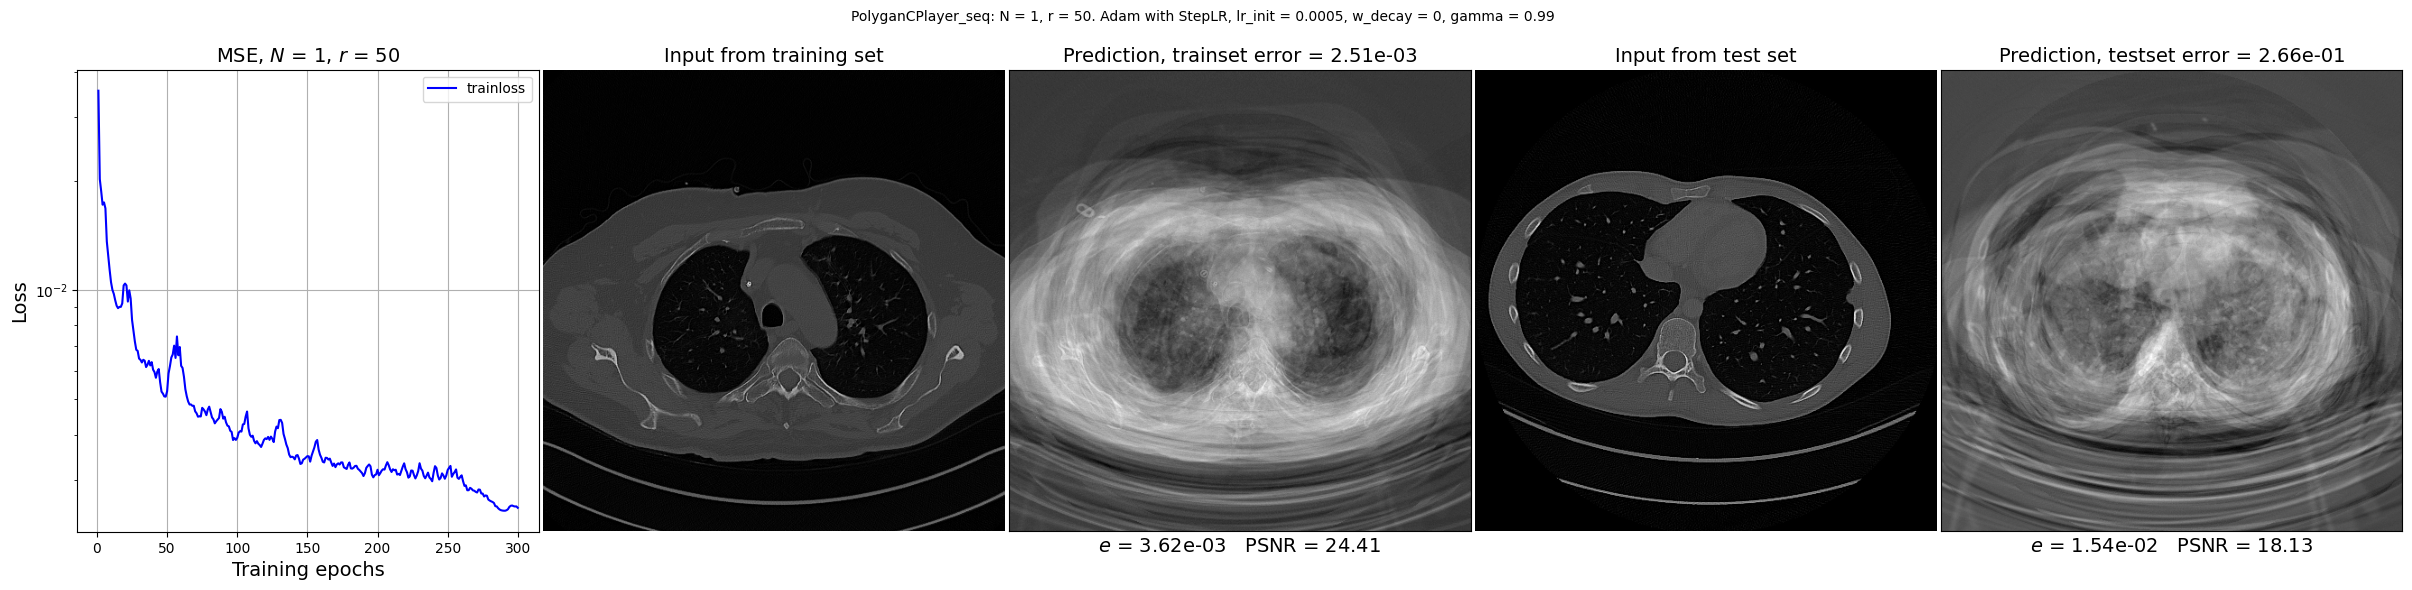 PolyganCPlayer_seq: N = 1, r = 50. Adam with StepLR, lr_init = 0.0005, w_decay = 0, gamma = 0.99
MSE, N = 1, r = 50
Input from training set
Prediction, trainset error = 2.51e-03
Input from test set
Prediction, testset error = 2.66e-01
trainloss
Loss
10⁻²
0 50 100 150 200 250 300
Training epochs
e = 3.62e-03 PSNR = 24.41
e = 1.54e-02 PSNR = 18.13